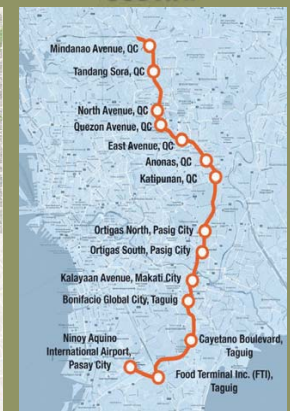 Mindanao Avenue, QC
Tandang Sora, QC
North Avenue, QC
Quezon Avenue, QC
East Avenue, QC
Anonas, QC
Katipunan, QC
Ortigas North, Pasig City
Ortigas South, Pasig City
Kalayaan Avenue, Makati City
Bonifacio Global City, Taguig
Ninoy Aquino
International Airport,
Pasay City
Cayetano Boulevard,
Taguig
Food Terminal Inc. (FTI),
Taguig